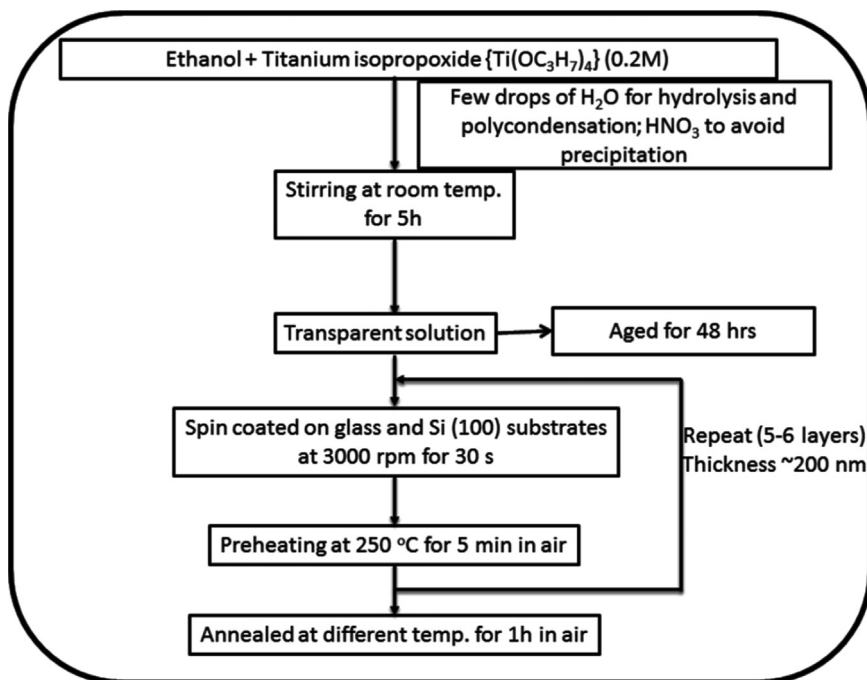 Ethanol + Titanium isopropoxide {Ti(OC₃H₇)₄} (0.2M)
Few drops of H₂O for hydrolysis and
polycondensation; HNO₃ to avoid
precipitation
Stirring at room temp.
for 5h
Transparent solution
Aged for 48 hrs
Spin coated on glass and Si (100) substrates
at 3000 rpm for 30 s
Repeat (5-6 layers)
Thickness ~200 nm
Preheating at 250 °C for 5 min in air
Annealed at different temp. for 1h in air